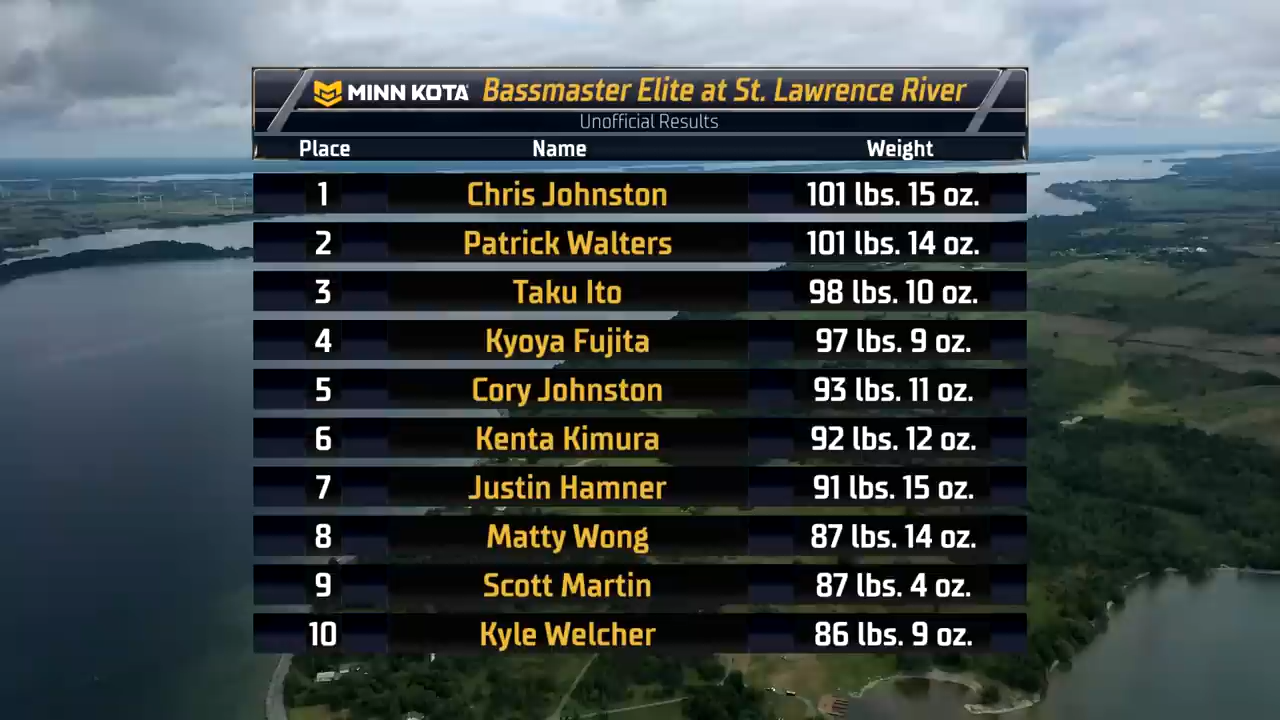 MINN KOTA Bassmaster Elite at St. Lawrence River
Unofficial Results
Place Name Weight
1 Chris Johnston 101 lbs. 15 oz.
2 Patrick Walters 101 lbs. 14 oz.
3 Taku Ito 98 lbs. 10 oz.
4 Kyoya Fujita 97 lbs. 9 oz.
5 Cory Johnston 93 lbs. 11 oz.
6 Kenta Kimura 92 lbs. 12 oz.
7 Justin Hamner 91 lbs. 15 oz.
8 Matty Wong 87 lbs. 14 oz.
9 Scott Martin 87 lbs. 4 oz.
10 Kyle Welcher 86 lbs. 9 oz.